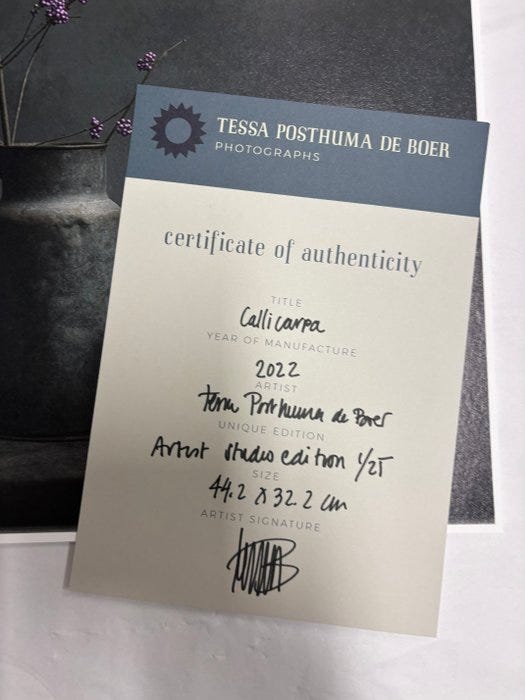 TESSA POSTHUMA DE BOER
PHOTOGRAPHS
certificate of authenticity
TITLE
Callicarpa
YEAR OF MANUFACTURE
2022
ARTIST
Tessa Posthuma de Boer
UNIQUE EDITION
Artist studio edition 1/25
SIZE
44.2 x 32.2 cm
ARTIST SIGNATURE